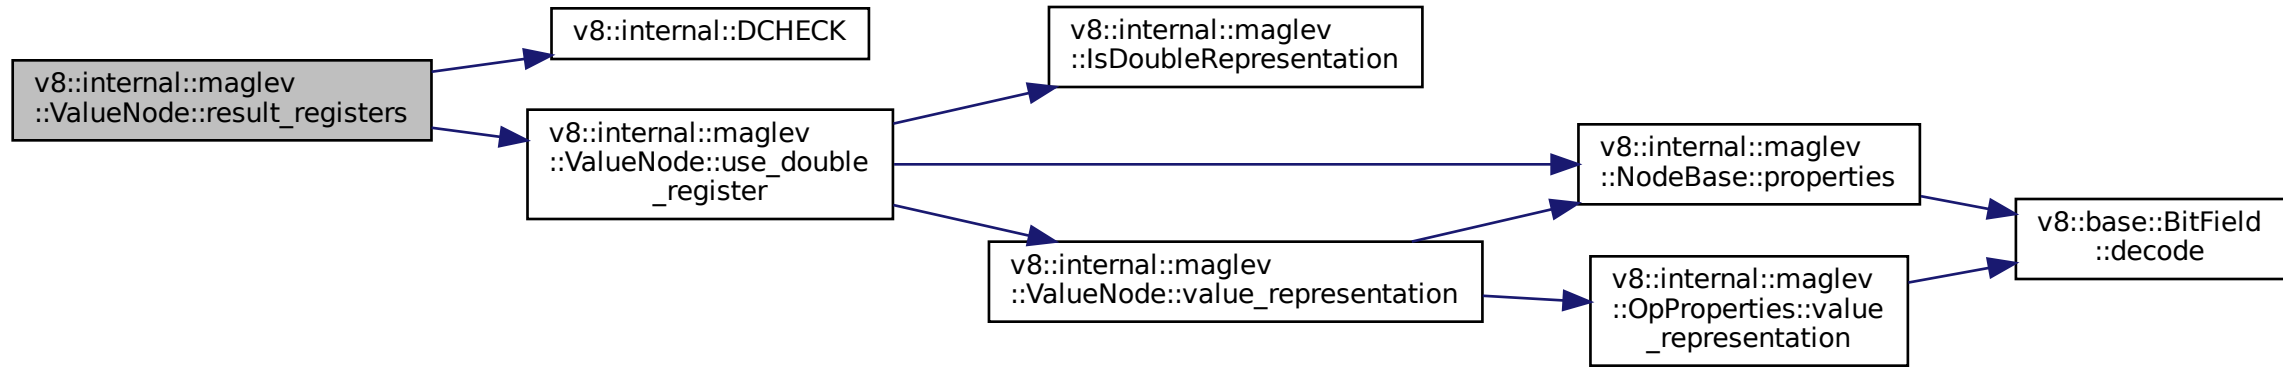 v8::internal::maglev
::ValueNode::result_registers
v8::internal::DCHECK
v8::internal::maglev
::ValueNode::use_double
_register
v8::internal::maglev
::IsDoubleRepresentation
v8::internal::maglev
::ValueNode::value_representation
v8::internal::maglev
::NodeBase::properties
v8::internal::maglev
::OpProperties::value
_representation
v8::base::BitField
::decode